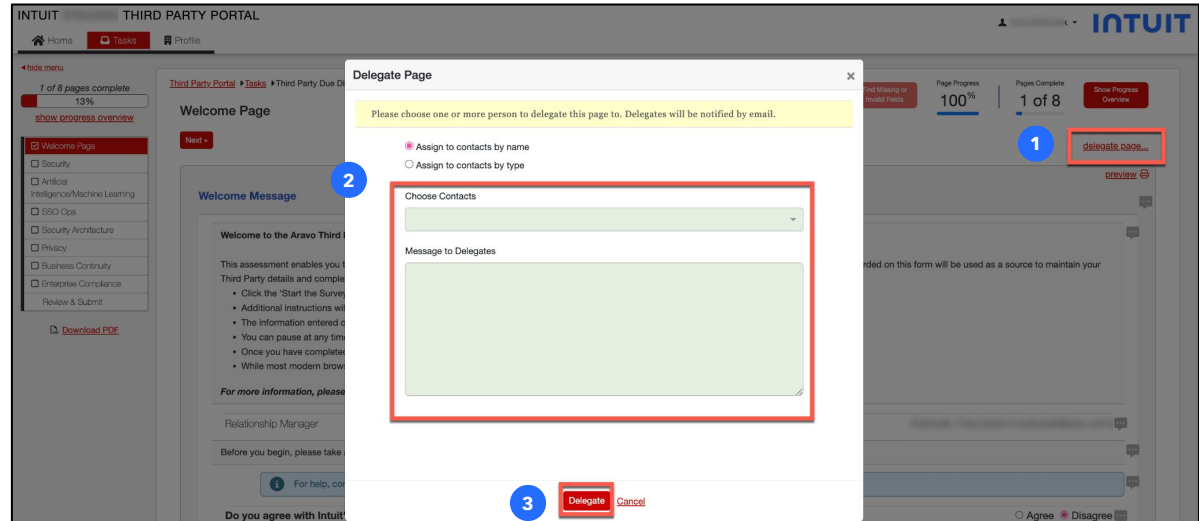 INTUIT THIRD PARTY PORTAL
INTUIT
Home
Tasks
Profile
hide menu
1 of 8 pages complete
13%
show progress overview
Welcome Page
Security
Artificial
Intelligence/Machine Learning
SSO Ops
Security Architecture
Privacy
Business Continuity
Enterprise Compliance
Review & Submit
Download PDF
Third Party Portal Tasks Third Party Due Di
Welcome Page
Next »
Find Missing or
Invalid Fields
Page Progress
100%
Pages Complete
1 of 8
Show Progress
Overview
1
delegate page...
preview
Welcome Message
Welcome to the Aravo Third
This assessment enables you
rded on this form will be used as a source to maintain your
Third Party details and comple
• Click the 'Start the Survey
• Additional instructions wil
• The information entered
• You can pause at any tim
• Once you have completed
• While most modern brow
For more information, please
Relationship Manager
Before you begin, please take
For help, con
Do you agree with Intuit'
Agree Disagree
Delegate Page
×
Please choose one or more person to delegate this page to. Delegates will be notified by email.
Assign to contacts by name
Assign to contacts by type
2
Choose Contacts
Message to Delegates
3
Delegate Cancel